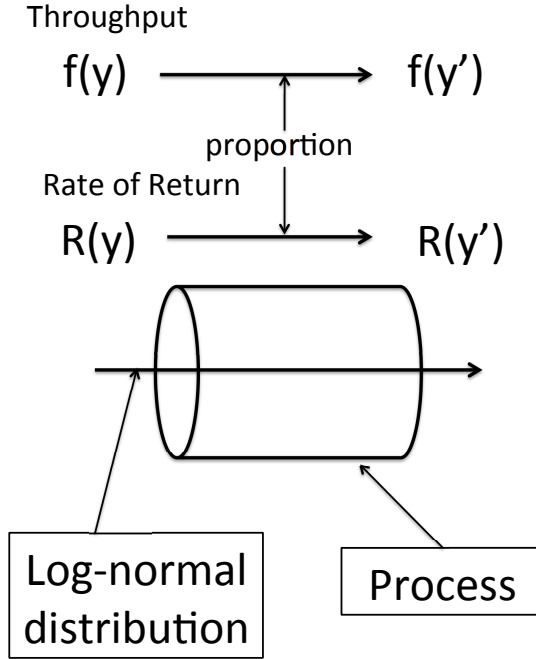 Throughput
f(y) f(y’)
proportion
Rate of Return
R(y) R(y’)
Log-normal
distribution
Process